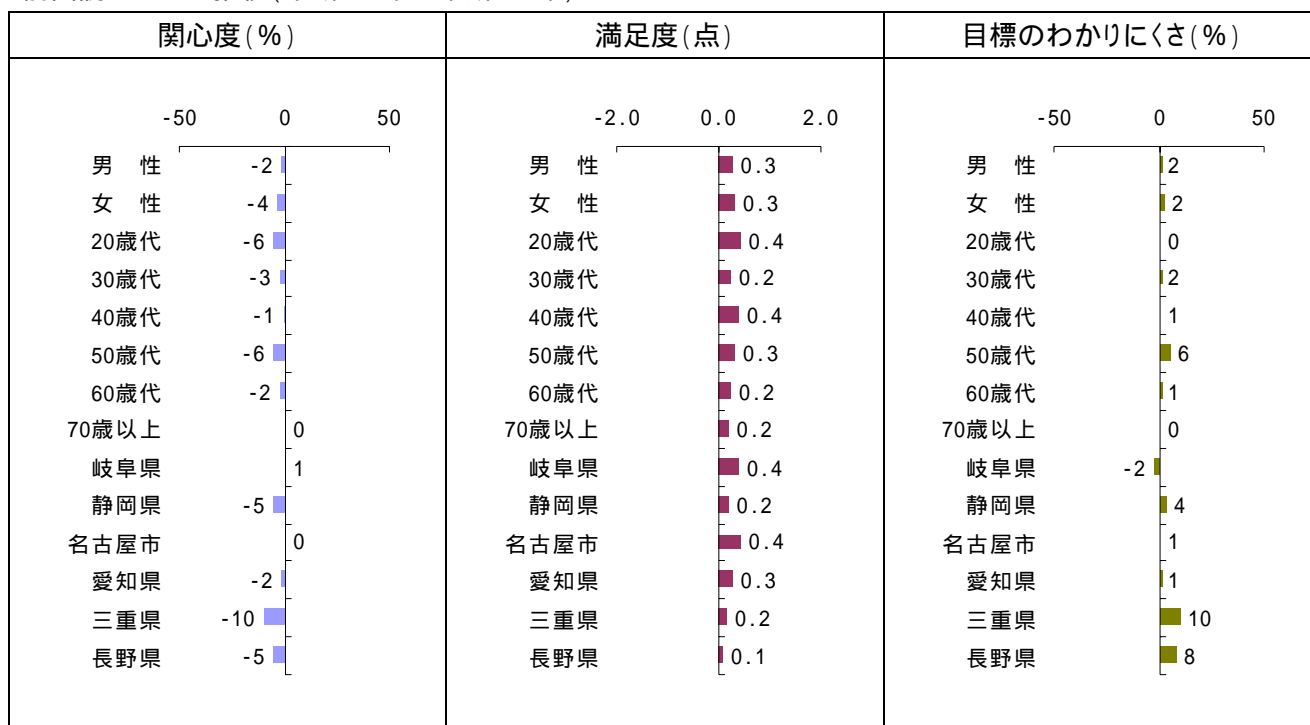 関心度(%) 満足度(点) 目標のわかりにくさ(%)
-50 0 50 -2.0 0.0 2.0 -50 0 50
男 性 -2 男 性 0.3 男 性 2
女 性 -4 女 性 0.3 女 性 2
20歳代 -6 20歳代 0.4 20歳代 0
30歳代 -3 30歳代 0.2 30歳代 2
40歳代 -1 40歳代 0.4 40歳代 1
50歳代 -6 50歳代 0.3 50歳代 6
60歳代 -2 60歳代 0.2 60歳代 1
70歳以上 0 70歳以上 0.2 70歳以上 0
岐阜県 1 岐阜県 0.4 岐阜県 -2
静岡県 -5 静岡県 0.2 静岡県 4
名古屋市 0 名古屋市 0.4 名古屋市 1
愛知県 -2 愛知県 0.3 愛知県 1
三重県 -10 三重県 0.2 三重県 10
長野県 -5 長野県 0.1 長野県 8